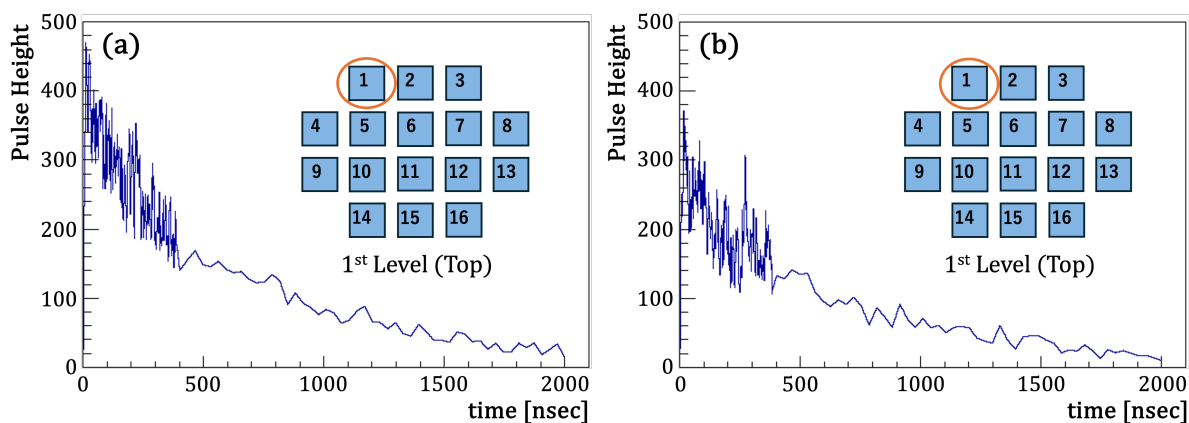 (a)
Pulse Height
500
400
300
200
100
0
1 2 3
4 5 6 7 8
9 10 11 12 13
14 15 16
1st Level (Top)
0 500 1000 1500 2000
time [nsec]
(b)
Pulse Height
500
400
300
200
100
0
1 2 3
4 5 6 7 8
9 10 11 12 13
14 15 16
1st Level (Top)
0 500 1000 1500 2000
time [nsec]